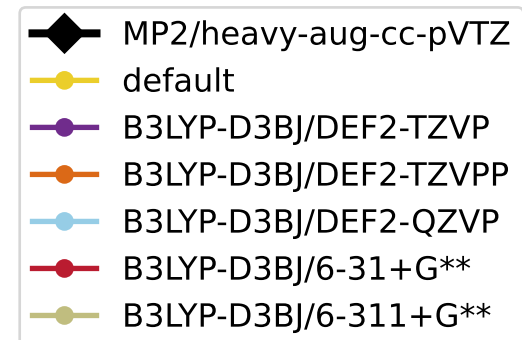 MP2/heavy-aug-cc-pVTZ
default
B3LYP-D3BJ/DEF2-TZVP
B3LYP-D3BJ/DEF2-TZVPP
B3LYP-D3BJ/DEF2-QZVP
B3LYP-D3BJ/6-31+G**
B3LYP-D3BJ/6-311+G**